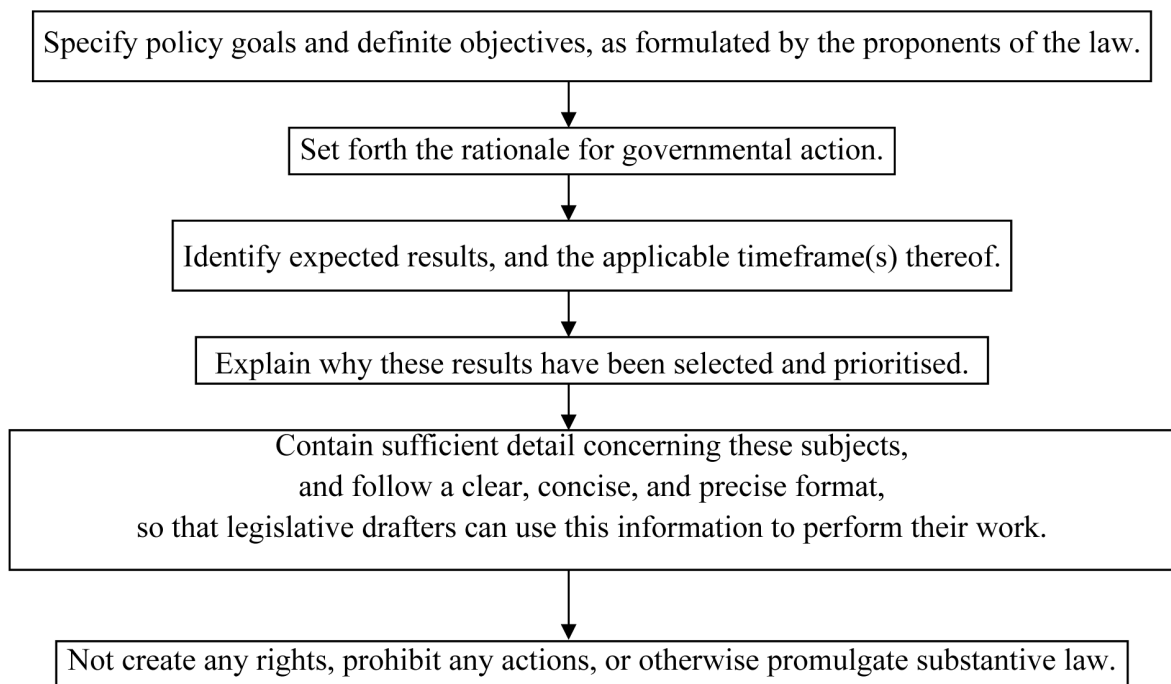 Specify policy goals and definite objectives, as formulated by the proponents of the law.
Set forth the rationale for governmental action.
Identify expected results, and the applicable timeframe(s) thereof.
Explain why these results have been selected and prioritised.
Contain sufficient detail concerning these subjects,
and follow a clear, concise, and precise format,
so that legislative drafters can use this information to perform their work.
Not create any rights, prohibit any actions, or otherwise promulgate substantive law.